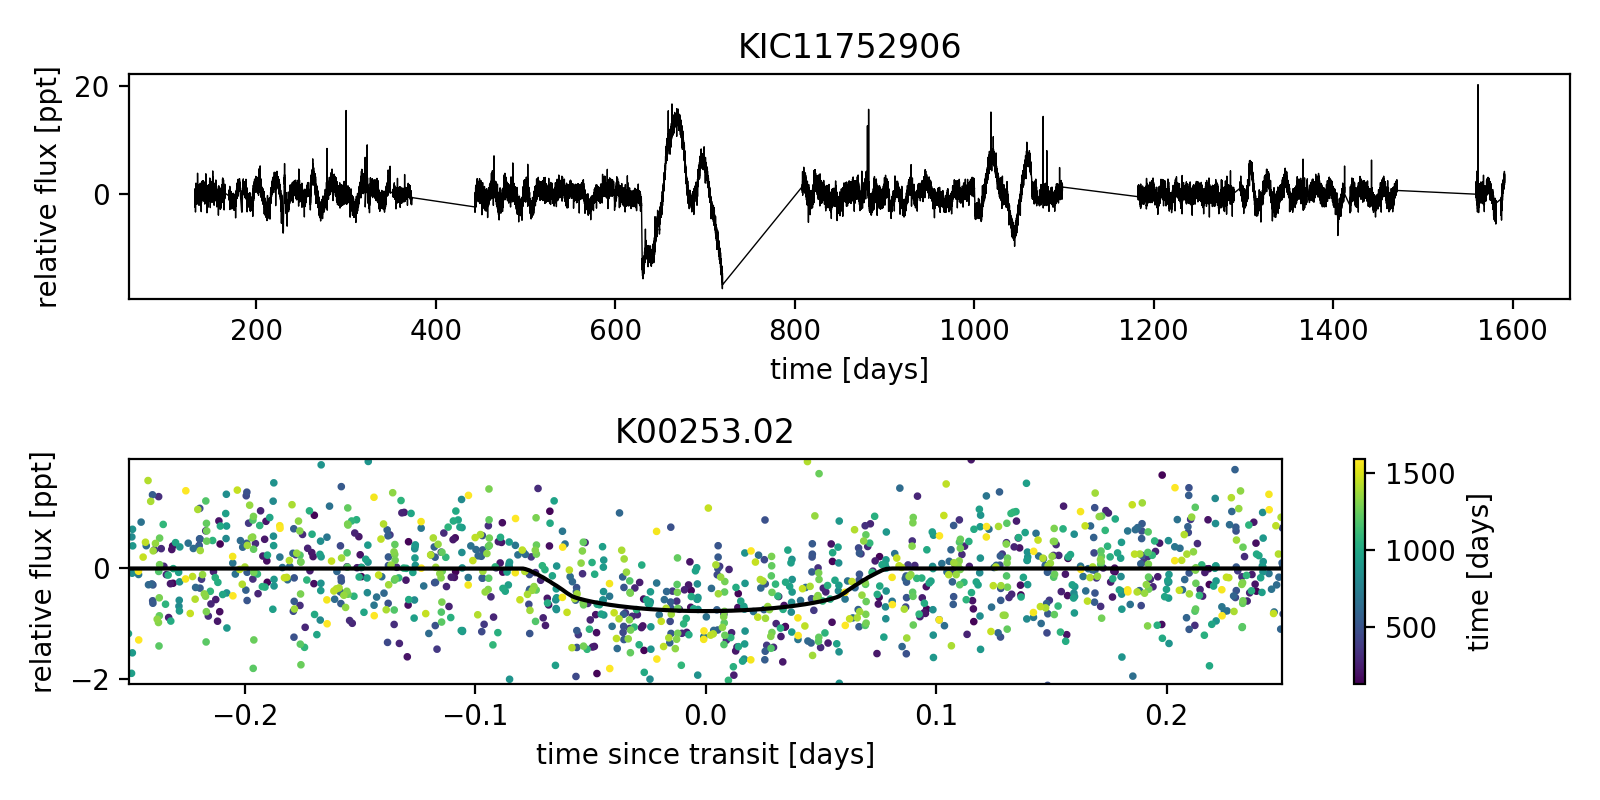 KIC11752906
relative flux [ppt]
20
0
200 400 600 800 1000 1200 1400 1600
time [days]
K00253.02
relative flux [ppt]
0
−2
−0.2 −0.1 0.0 0.1 0.2
time since transit [days]
1500
1000
500
time [days]